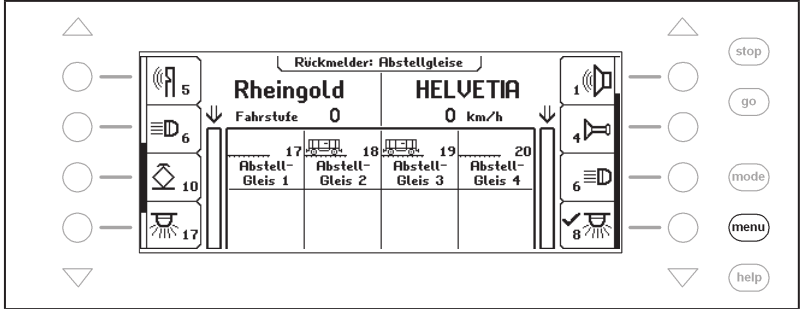 Rückmelder: Abstellgleise
Rheingold HELVETIA
Fahrstufe 0 0 km/h
5
6
10
17
17 18 19 20
Abstell-Gleis 1
Abstell-Gleis 2
Abstell-Gleis 3
Abstell-Gleis 4
1
4
6
8
stop
go
mode
menu
help